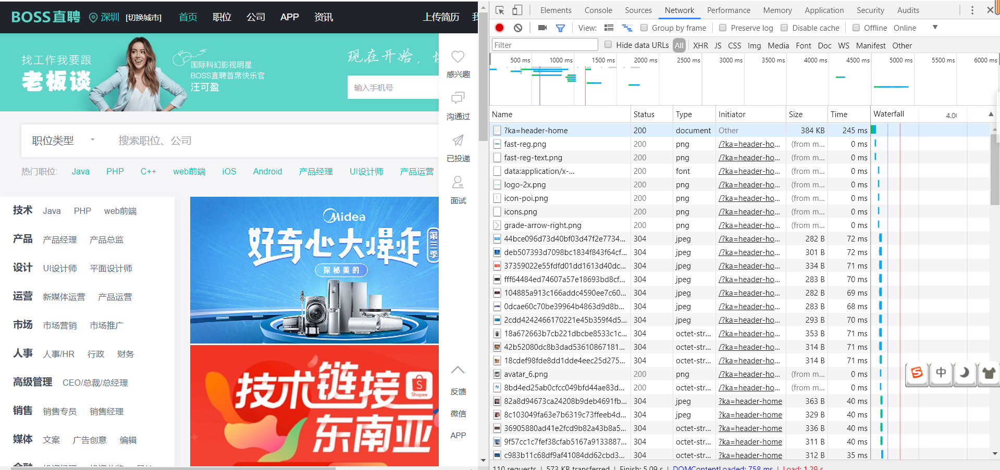 BOSS直聘 深圳 [切换城市] 首页 职位 公司 APP 资讯 上传简历
找工作我要跟
老板谈
国际科幻影视明星
BOSS直聘首席快乐官
汪可盈
现在开始，
输入手机号
感兴趣
沟通过
已投递
面试
职位类型 搜索职位、公司
热门职位: Java PHP C++ web前端 iOS Android 产品经理 UI设计师 产品运营
技术 Java PHP web前端
产品 产品经理 产品总监
设计 UI设计师 平面设计师
运营 新媒体运营 产品运营
市场 市场营销 市场推广
人事 人事/HR 行政 财务
高级管理 CEO/总裁/总经理
销售 销售专员 销售经理
媒体 文案 广告创意 编辑
Midea
好奇心大爆炸
第三季
探秘美的
技术链接
Shopee
东南亚
反馈
微信
APP
Elements Console Sources Network Performance Memory Application Security Audits
View: Group by frame Preserve log Disable cache Offline Online
Filter Hide data URLs All XHR JS CSS Img Media Font Doc WS Manifest Other
500 ms 1000 ms 1500 ms 2000 ms 2500 ms 3000 ms 3500 ms 4000 ms 4500 ms 5000 ms 5500 ms 6000 ms
Name Status Type Initiator Size Time Waterfall 4.00
?ka=header-home 200 document Other 384 KB 245 ms
fast-reg.png 200 png /?ka=header-ho... (from m... 0 ms
fast-reg-text.png 200 png /?ka=header-ho... (from m... 0 ms
data:application/x-... 200 font /?ka=header-ho... (from m... 0 ms
logo-2x.png 200 png /?ka=header-ho... (from m... 0 ms
icon-poi.png 200 png /?ka=header-ho... (from m... 0 ms
icons.png 200 png /?ka=header-ho... (from m... 0 ms
grade-arrow-right.png 200 png /?ka=header-ho... (from m... 0 ms
44bce096d73d40bf03d47f2e7734... 304 jpeg /?ka=header-ho... 282 B 72 ms
deb507393d7098bc1834f843f64cf... 304 jpeg /?ka=header-ho... 301 B 72 ms
37359022e55fdfd01dd1613d40dc... 304 jpeg /?ka=header-ho... 334 B 71 ms
fff64484ed74607a57e18693bd8cf... 304 jpeg /?ka=header-ho... 283 B 70 ms
104885a913c166addc4590ee7c60... 304 jpeg /?ka=header-ho... 282 B 69 ms
0dcae60c70be39964b4863d9d8b... 304 jpeg /?ka=header-ho... 283 B 68 ms
2cdd4242466170221e45b359f4d5... 304 jpeg /?ka=header-ho... 293 B 70 ms
18a672663b7cb221dbcbe8533c1c... 304 octet-str... /?ka=header-ho... 353 B 71 ms
42b52080dc8b3dad53610867181... 304 octet-str... /?ka=header-ho... 314 B 71 ms
18cdef98fde8dd1dde4eec25d275... 304 octet-str... /?ka=header-ho... 314 B 71 ms
avatar_6.png 200 png /?ka=header-ho... (from m... 0 ms
8bd4ed25ab0cfcc049bfd44ae83d... 200 octet-str... /?ka=header-ho... (from m... 0 ms
82a8d94673ca24208b9deb4691fb... 304 jpeg ?ka=header-home 363 B 40 ms
8c103049fa63e7b6319c73ffeeb4d... 304 jpeg ?ka=header-home 329 B 40 ms
36905880ad41e2fcd9b82a43b8a5... 304 octet-str... ?ka=header-home 336 B 40 ms
9f57cc1c7fef38cfab5167a9133887... 304 octet-str... ?ka=header-home 311 B 40 ms
c983b11c68df9af41084dd62cbd3... 304 octet-str... ?ka=header-home 312 B 35 ms
110 requests | 573 KB transferred | Finish: 5.09 s | DOMContentLoaded: 758 ms | Load: 1.29 s
中